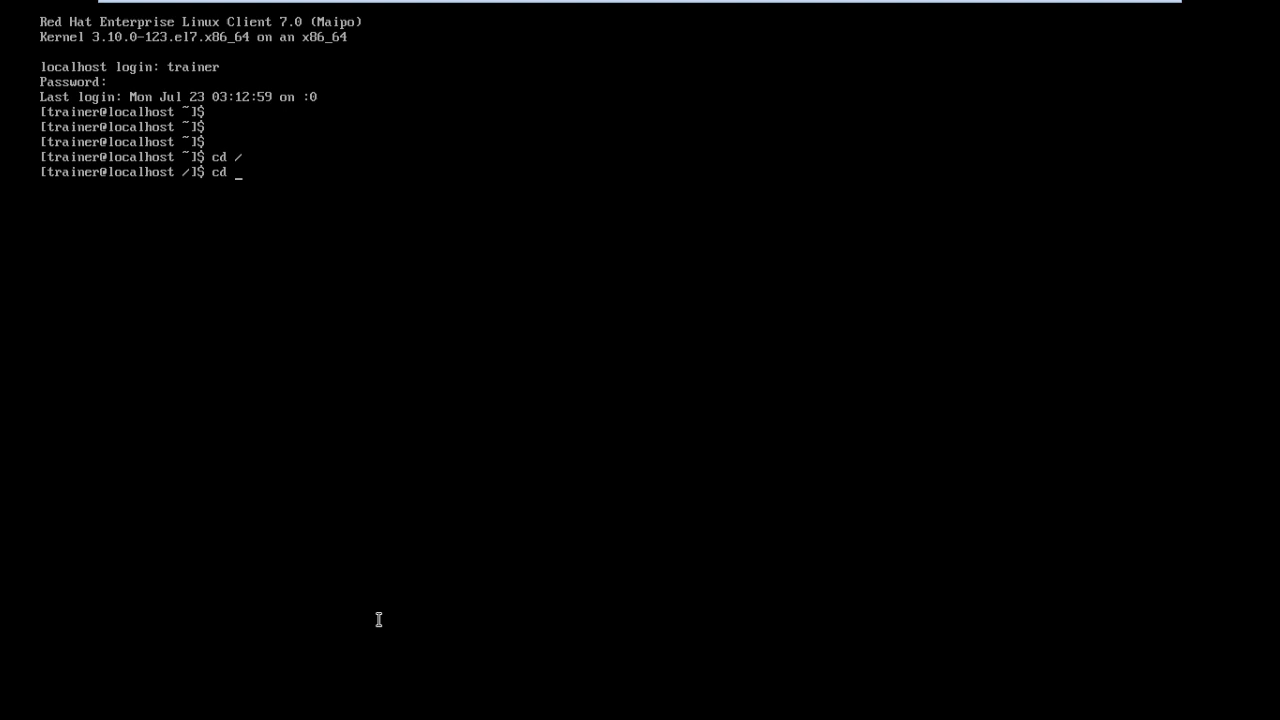 Red Hat Enterprise Linux Client 7.0 (Maipo)
Kernel 3.10.0-123.el7.x86_64 on an x86_64
localhost login: trainer
Password:
Last login: Mon Jul 23 03:12:59 on :0
[trainer@localhost ~]$
[trainer@localhost ~]$
[trainer@localhost ~]$
[trainer@localhost ~]$ cd /
[trainer@localhost /]$ cd _